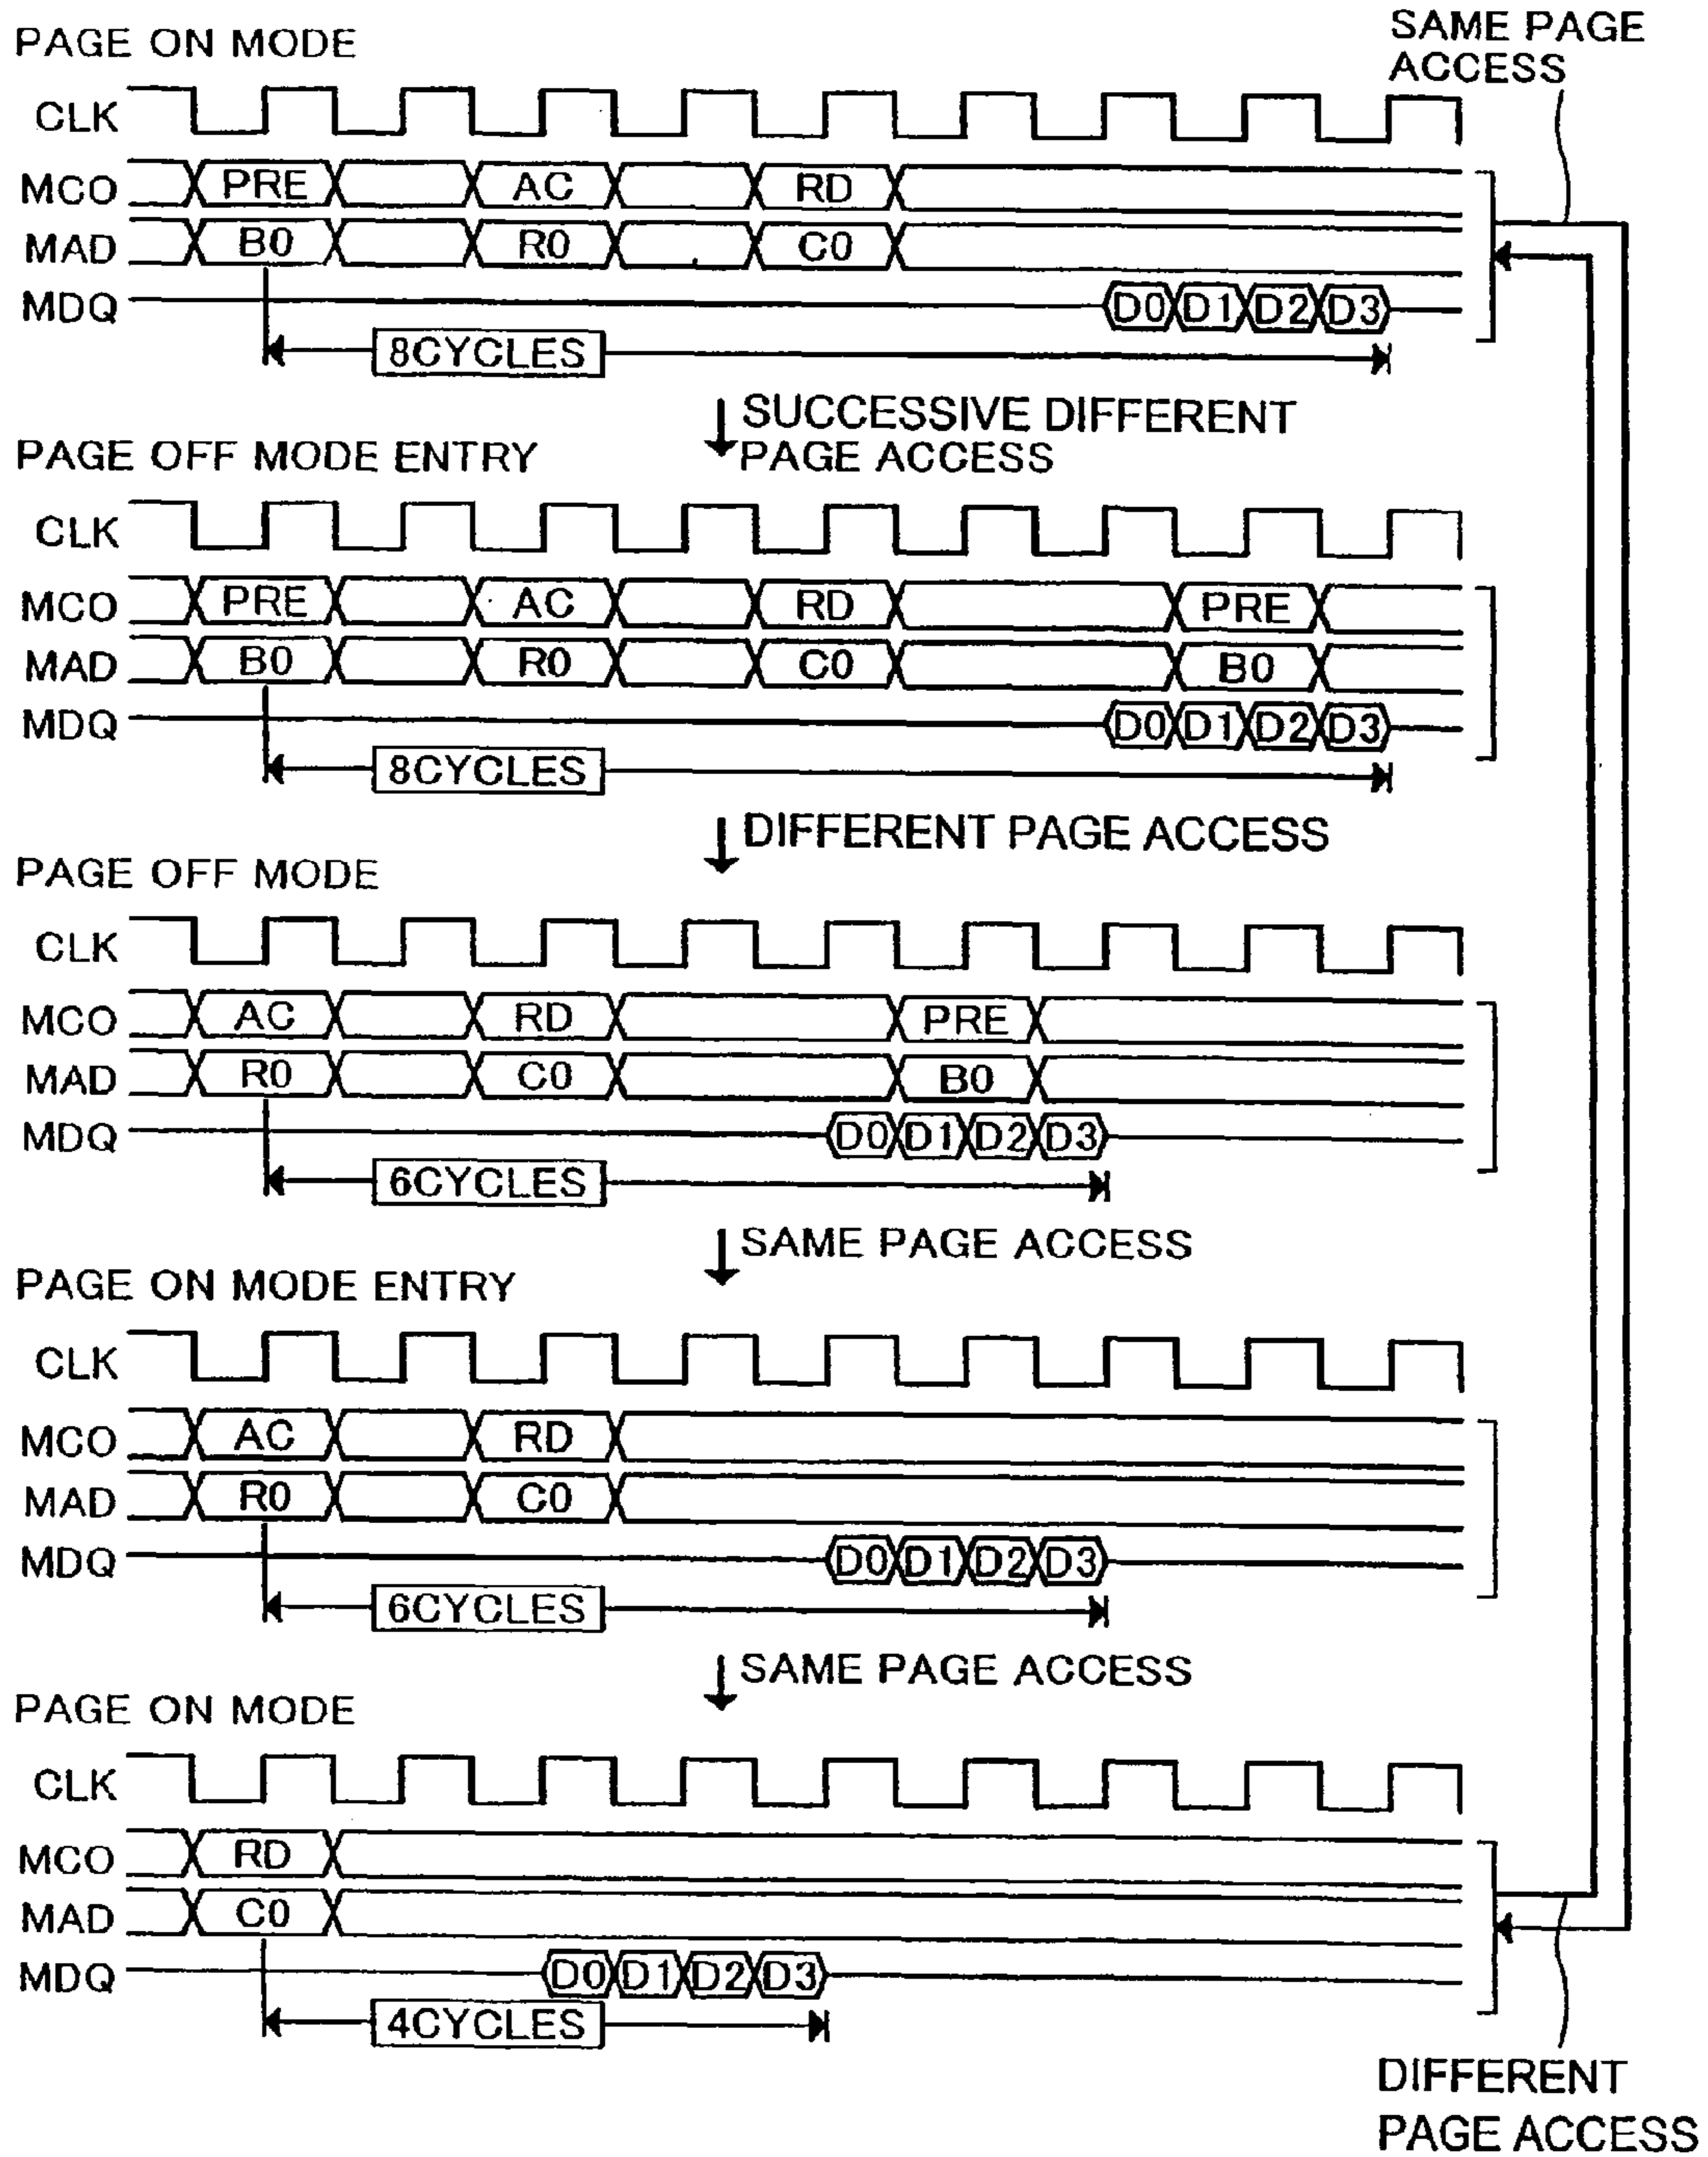 SAME PAGE
ACCESS
PAGE ON MODE
CLK
MCO PRE AC RD
MAD B0 R0 C0
MDQ D0 D1 D2 D3
8CYCLES
SUCCESSIVE DIFFERENT
PAGE ACCESS
PAGE OFF MODE ENTRY
CLK
MCO PRE AC RD PRE
MAD B0 R0 C0 B0
MDQ D0 D1 D2 D3
8CYCLES
DIFFERENT PAGE ACCESS
PAGE OFF MODE
CLK
MCO AC RD PRE
MAD R0 C0 B0
MDQ D0 D1 D2 D3
6CYCLES
SAME PAGE ACCESS
PAGE ON MODE ENTRY
CLK
MCO AC RD
MAD R0 C0
MDQ D0 D1 D2 D3
6CYCLES
SAME PAGE ACCESS
PAGE ON MODE
CLK
MCO RD
MAD C0
MDQ D0 D1 D2 D3
4CYCLES
DIFFERENT
PAGE ACCESS